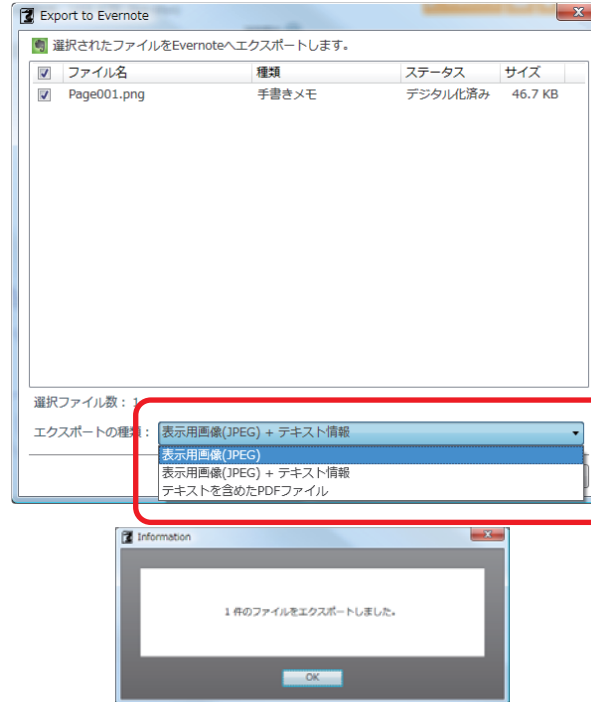 Export to Evernote
選択されたファイルをEvernoteへエクスポートします。
ファイル名 種類 ステータス サイズ
Page001.png 手書きメモ デジタル化済み 46.7 KB
選択ファイル数： 1
エクスポートの種類： 表示用画像(JPEG) + テキスト情報
表示用画像(JPEG)
表示用画像(JPEG) + テキスト情報
テキストを含めたPDFファイル
Information
1 件のファイルをエクスポートしました。
OK